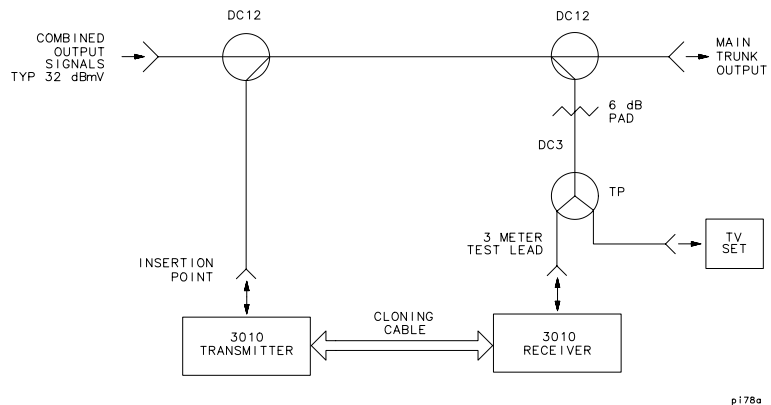 DC12
DC12
COMBINED
OUTPUT
SIGNALS
TYP 32 dBmV
MAIN
TRUNK
OUTPUT
6 dB
PAD
DC3
TP
3 METER
TEST LEAD
TV
SET
INSERTION
POINT
CLONING
CABLE
3010
TRANSMITTER
3010
RECEIVER
pi78a